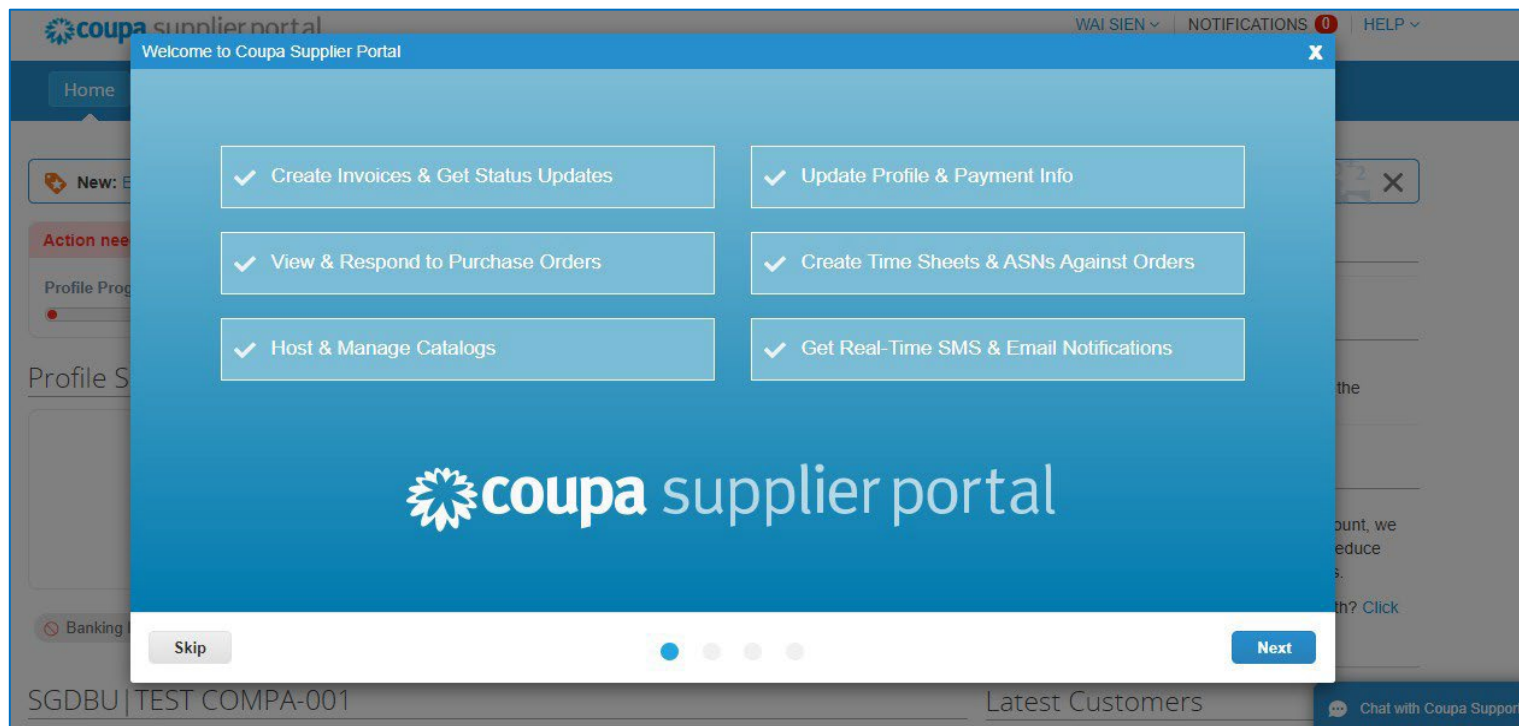 coupa supplier portal
WAI SIEN
NOTIFICATIONS 0
HELP
Welcome to Coupa Supplier Portal
X
Home
New:
Create Invoices & Get Status Updates
Update Profile & Payment Info
Action nee
View & Respond to Purchase Orders
Create Time Sheets & ASNs Against Orders
Profile Prog
Host & Manage Catalogs
Get Real-Time SMS & Email Notifications
Profile S
the
coupa supplier portal
ount, we
educe
s.
th? Click
Banking
Skip
Next
SGDBU|TEST COMPA-001
Latest Customers
Chat with Coupa Support